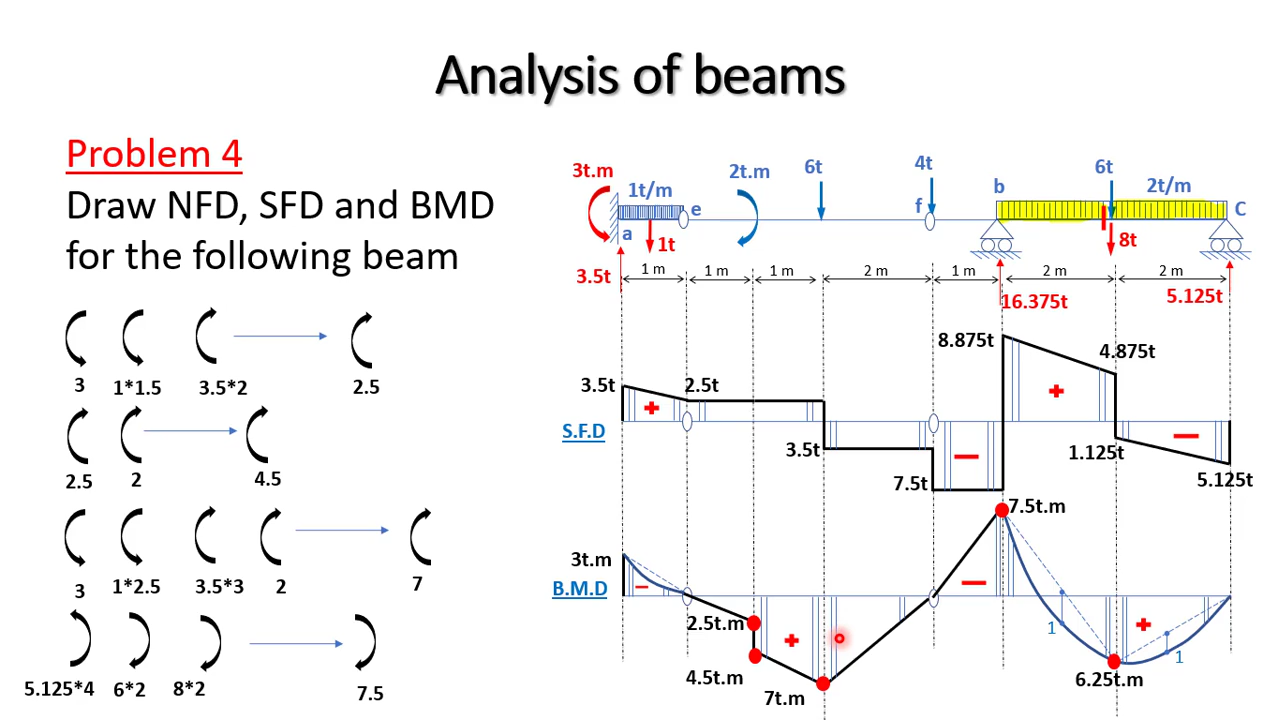 Analysis of beams
Problem 4
Draw NFD, SFD and BMD
for the following beam
3 1*1.5 3.5*2 2.5
2.5 2 4.5
3 1*2.5 3.5*3 2 7
5.125*4 6*2 8*2 7.5
3t.m 1t/m 2t.m 6t 4t b 6t 2t/m
a e f C
1t 8t
3.5t 1 m 1 m 1 m 2 m 1 m 2 m 2 m
16.375t 5.125t
8.875t 4.875t
3.5t 2.5t
S.F.D 3.5t 1.125t
7.5t 5.125t
7.5t.m
3t.m
B.M.D
2.5t.m 1
4.5t.m 1
7t.m 6.25t.m